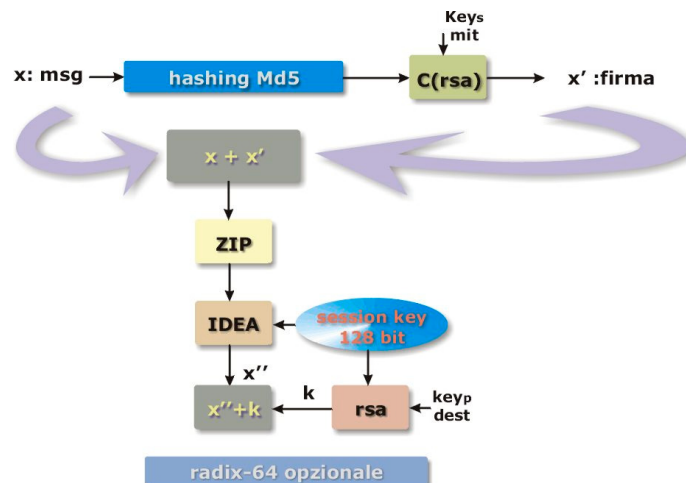 Keys
mit
x: msg
hashing Md5
C(rsa)
x' :firma
x + x'
ZIP
IDEA
session key
128 bit
x''
x''+k
k
rsa
keyp
dest
radix-64 opzionale